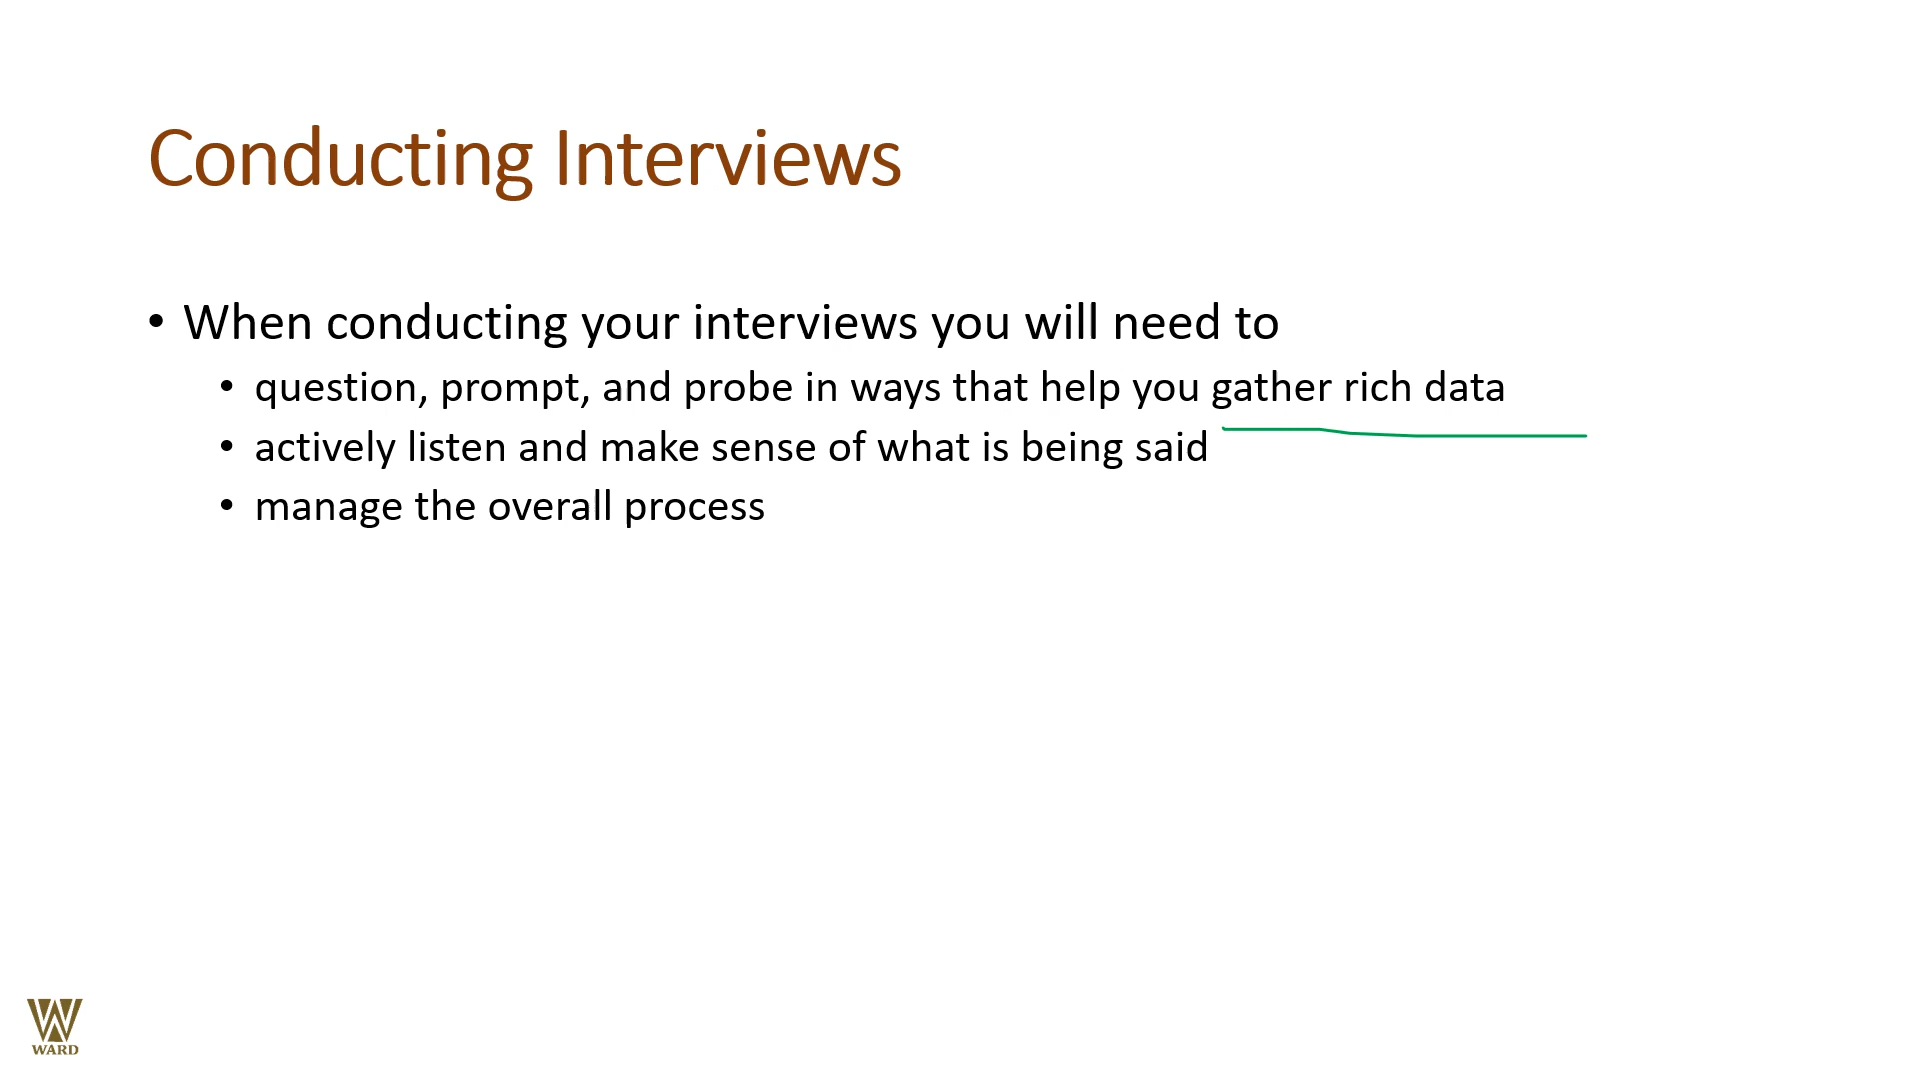 Conducting Interviews
• When conducting your interviews you will need to
• question, prompt, and probe in ways that help you gather rich data
• actively listen and make sense of what is being said
• manage the overall process
WARD